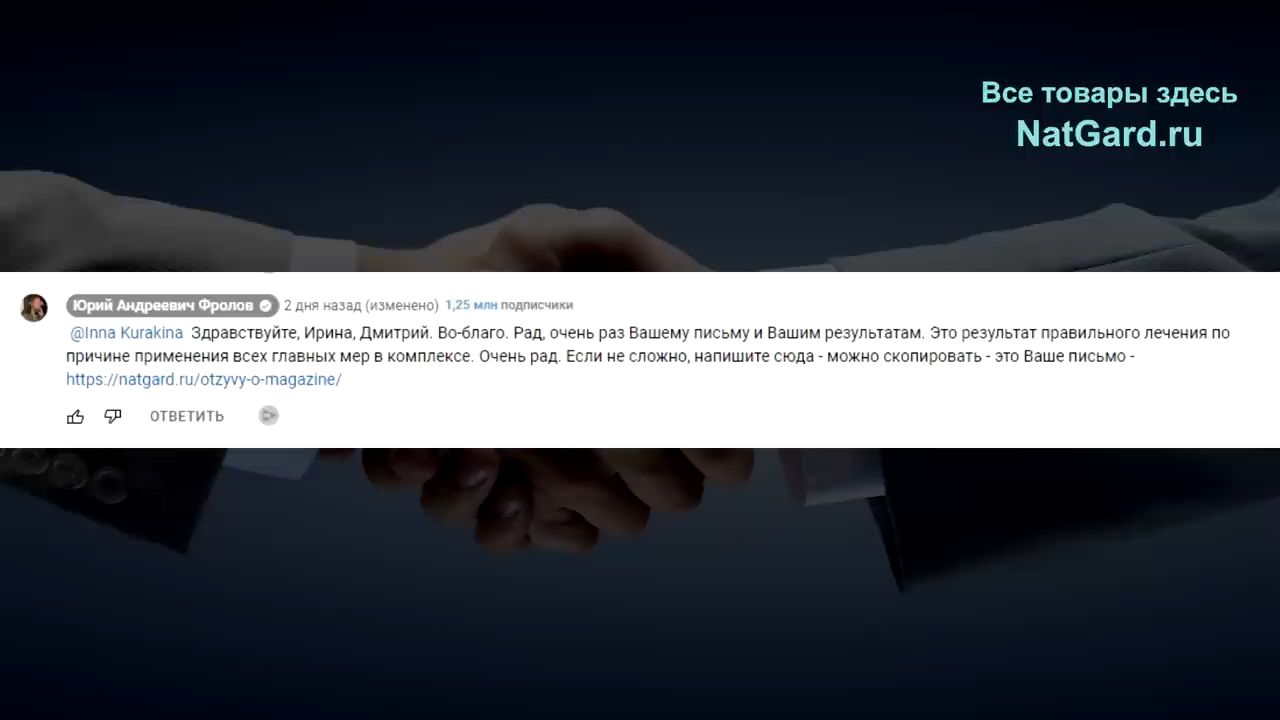 Все товары здесь
NatGard.ru
Юрий Андреевич Фролов 2 дня назад (изменено) 1,25 млн подписчики
@Inna Kurakina Здравствуйте, Ирина, Дмитрий. Во-благо. Рад, очень раз Вашему письму и Вашим результатам. Это результат правильного лечения по
причине применения всех главных мер в комплексе. Очень рад. Если не сложно, напишите сюда - можно скопировать - это Ваше письмо -
https://natgard.ru/otzyvy-o-magazine/
ОТВЕТИТЬ